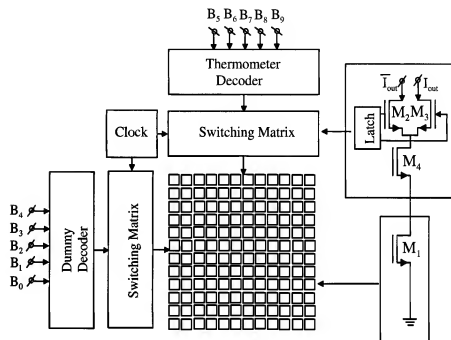 B5 B6 B7 B8 B9
Thermometer
Decoder
Clock
Switching Matrix
I̅out Iout
Latch
M2 M3
M4
B4
B3
B2
B1
B0
Dummy
Decoder
Switching Matrix
M1